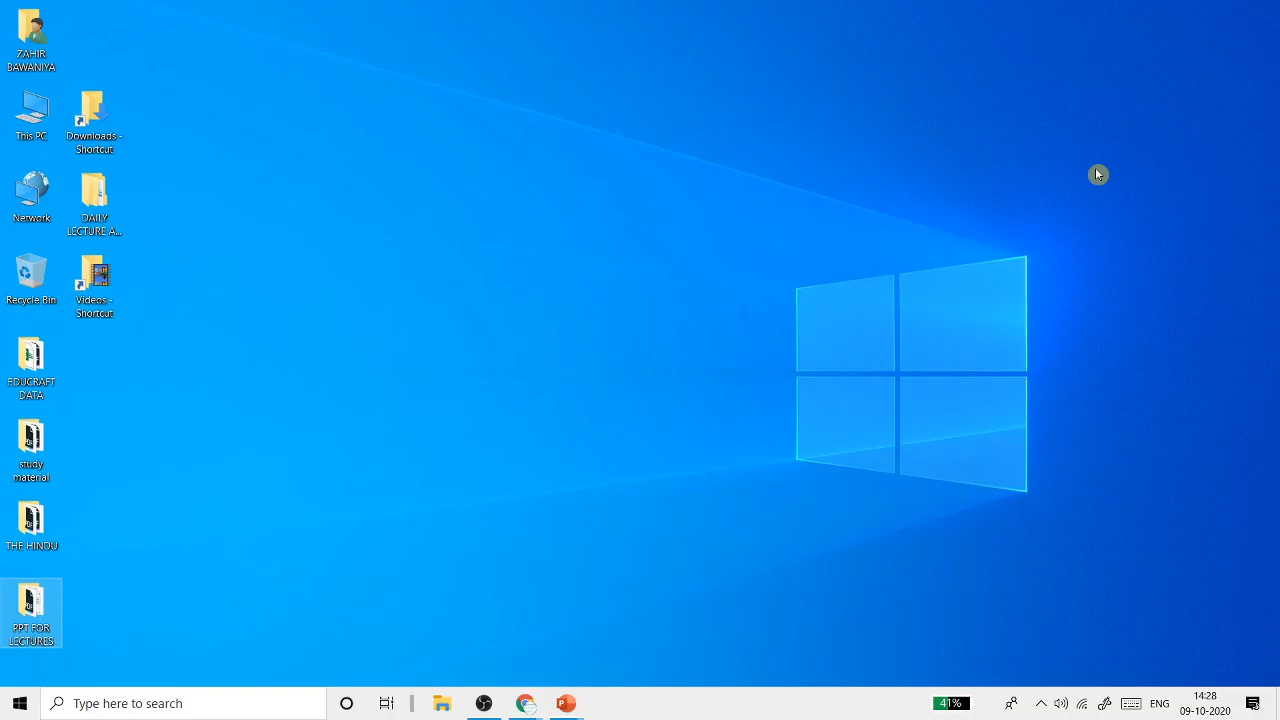 ZAHIR
BAWANIYA
This PC
Downloads -
Shortcut
Network
DAILY
LECTURE A...
Recycle Bin
Videos -
Shortcut
EDUCRAFT
DATA
study
material
THE HINDU
PPT FOR
LECTURES
Type here to search
41%
ENG
14:28
09-10-2020